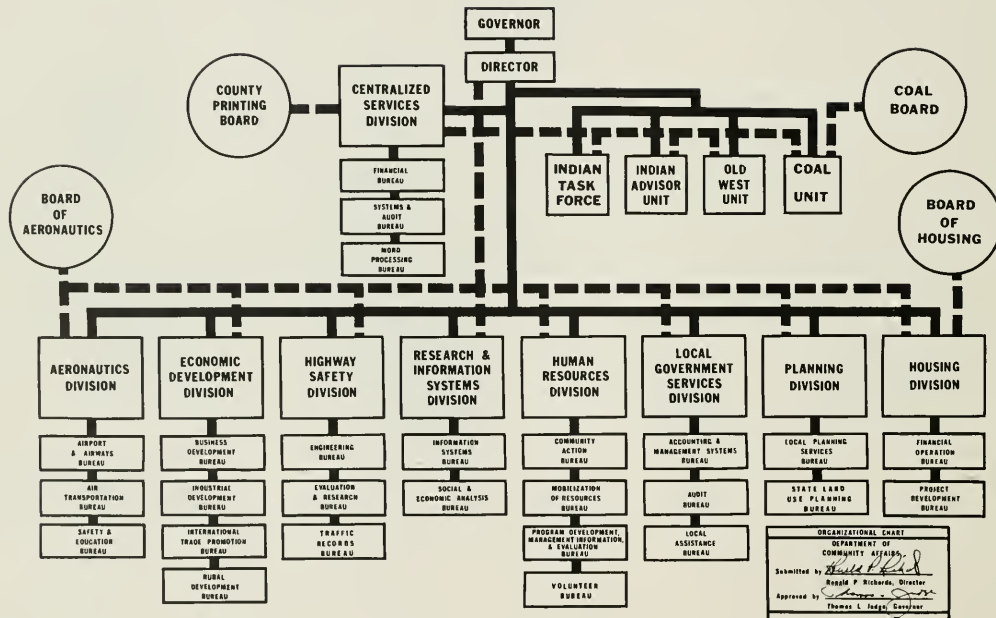 GOVERNOR
DIRECTOR
COUNTY
PRINTING
BOARD
CENTRALIZED
SERVICES
DIVISION
FINANCIAL
BUREAU
SYSTEMS &
AUDIT
BUREAU
WORD
PROCESSING
BUREAU
INDIAN
TASK
FORCE
INDIAN
ADVISOR
UNIT
OLD
WEST
UNIT
COAL
UNIT
COAL
BOARD
BOARD
OF
AERONAUTICS
BOARD
OF
HOUSING
AERONAUTICS
DIVISION
AIRPORT
& AIRWAYS
BUREAU
AIR
TRANSPORTATION
BUREAU
SAFETY &
EDUCATION
BUREAU
ECONOMIC
DEVELOPMENT
DIVISION
BUSINESS
DEVELOPMENT
BUREAU
INDUSTRIAL
DEVELOPMENT
BUREAU
INTERNATIONAL
TRADE PROMOTION
BUREAU
RURAL
DEVELOPMENT
BUREAU
HIGHWAY
SAFETY
DIVISION
ENGINEERING
BUREAU
EVALUATION
& RESEARCH
BUREAU
TRAFFIC
RECORDS
BUREAU
RESEARCH &
INFORMATION
SYSTEMS
DIVISION
INFORMATION
SYSTEMS
BUREAU
SOCIAL &
ECONOMIC ANALYSIS
HUMAN
RESOURCES
DIVISION
COMMUNITY
ACTION
BUREAU
MOBILIZATION
OF RESOURCES
BUREAU
PROGRAM DEVELOPMENT,
MANAGEMENT INFORMATION,
& EVALUATION
BUREAU
VOLUNTEER
BUREAU
LOCAL
GOVERNMENT
SERVICES
DIVISION
ACCOUNTING &
MANAGEMENT SYSTEMS
BUREAU
AUDIT
BUREAU
LOCAL
ASSISTANCE
BUREAU
PLANNING
DIVISION
LOCAL PLANNING
SERVICES
BUREAU
STATE LAND
USE PLANNING
BUREAU
HOUSING
DIVISION
FINANCIAL
OPERATION
BUREAU
PROJECT
DEVELOPMENT
BUREAU
ORGANIZATIONAL CHART
DEPARTMENT OF
COMMUNITY AFFAIRS
Submitted by
Ronald P Richards, Director
Approved by
Thomas L Judge, Governor